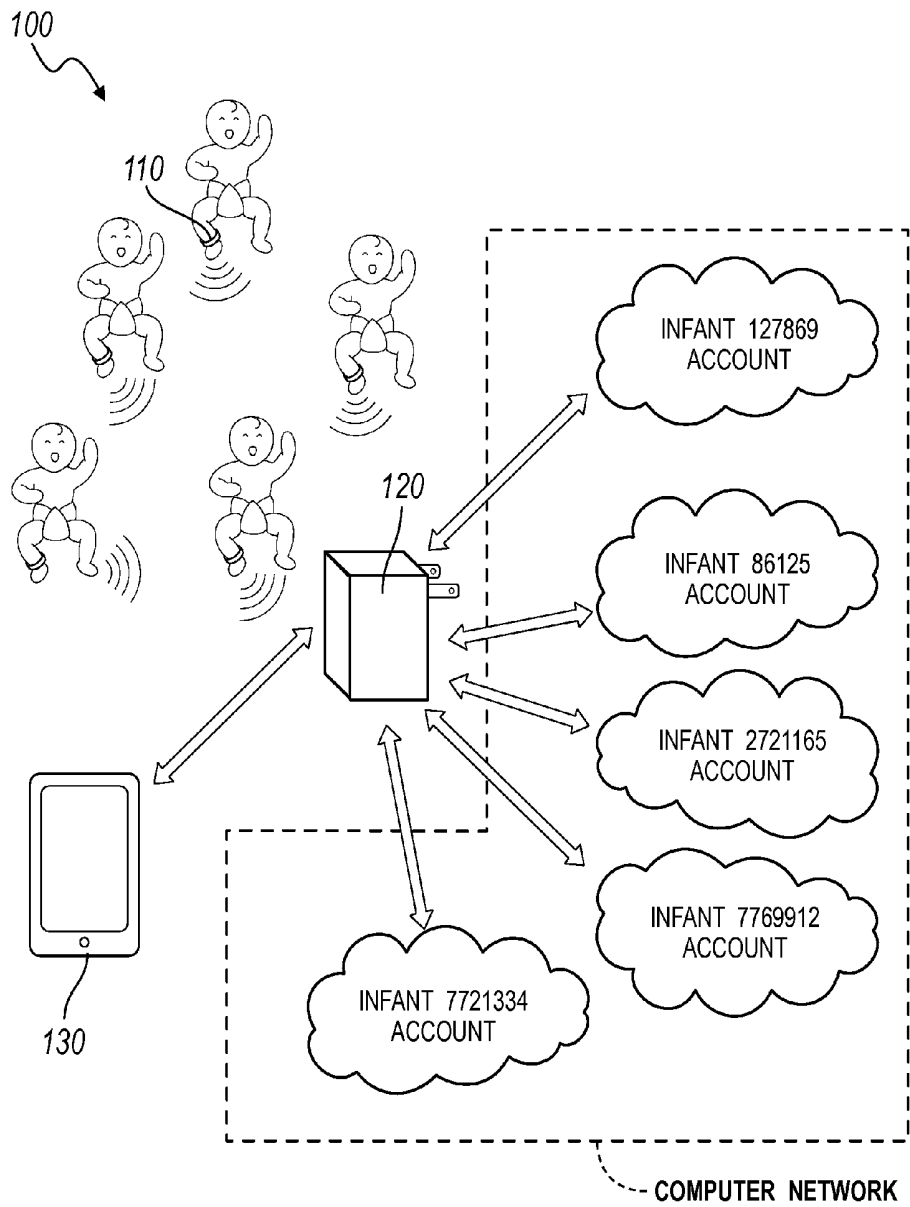 100
110
120
INFANT 127869
ACCOUNT
INFANT 86125
ACCOUNT
INFANT 2721165
ACCOUNT
INFANT 7769912
ACCOUNT
INFANT 7721334
ACCOUNT
130
COMPUTER NETWORK